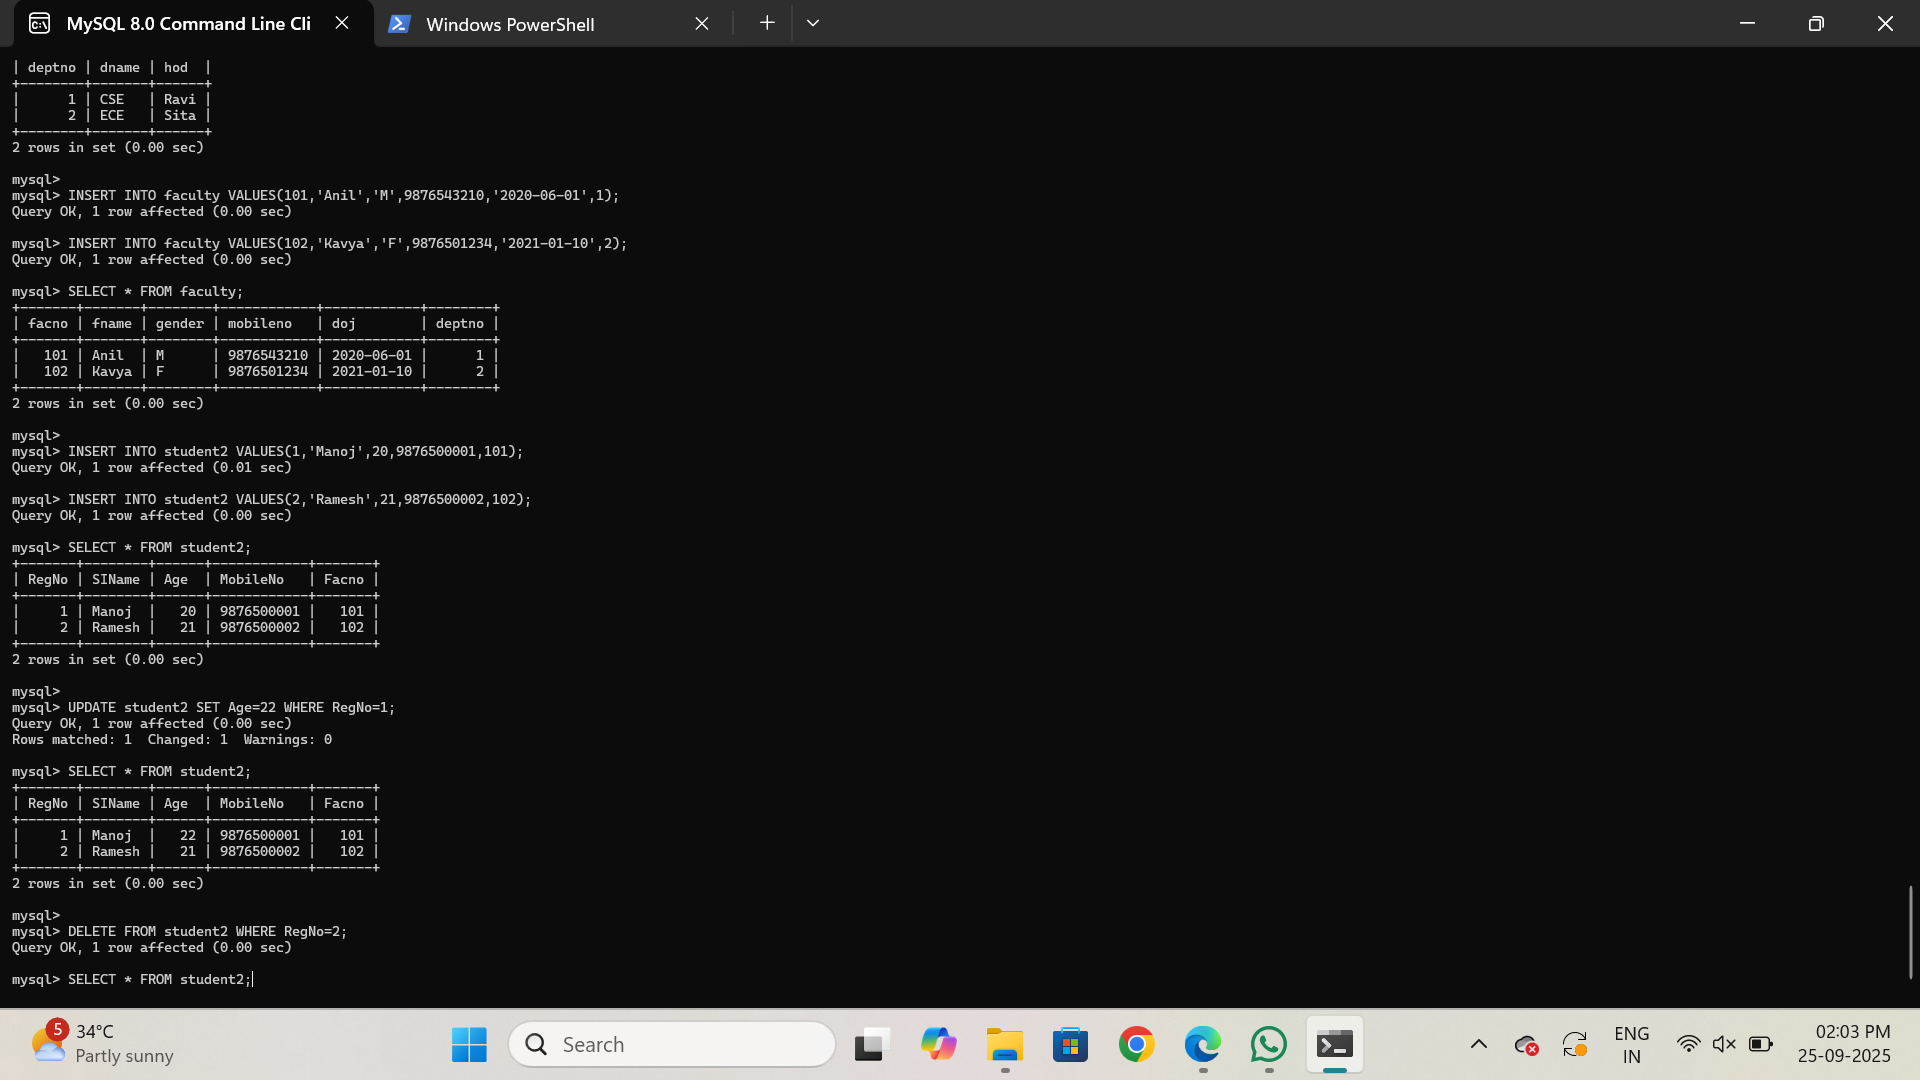 MySQL 8.0 Command Line Cli
Windows PowerShell
| deptno | dname | hod  |
+--------+-------+------+
|      1 | CSE   | Ravi |
|      2 | ECE   | Sita |
+--------+-------+------+
2 rows in set (0.00 sec)
mysql>
mysql> INSERT INTO faculty VALUES(101,'Anil','M',9876543210,'2020-06-01',1);
Query OK, 1 row affected (0.00 sec)
mysql> INSERT INTO faculty VALUES(102,'Kavya','F',9876501234,'2021-01-10',2);
Query OK, 1 row affected (0.00 sec)
mysql> SELECT * FROM faculty;
+-------+-------+--------+------------+------------+--------+
| facno | fname | gender | mobileno   | doj        | deptno |
+-------+-------+--------+------------+------------+--------+
|   101 | Anil  | M      | 9876543210 | 2020-06-01 |      1 |
|   102 | Kavya | F      | 9876501234 | 2021-01-10 |      2 |
+-------+-------+--------+------------+------------+--------+
2 rows in set (0.00 sec)
mysql>
mysql> INSERT INTO student2 VALUES(1,'Manoj',20,9876500001,101);
Query OK, 1 row affected (0.01 sec)
mysql> INSERT INTO student2 VALUES(2,'Ramesh',21,9876500002,102);
Query OK, 1 row affected (0.00 sec)
mysql> SELECT * FROM student2;
+-------+--------+------+------------+-------+
| RegNo | SIName | Age  | MobileNo   | Facno |
+-------+--------+------+------------+-------+
|     1 | Manoj  |   20 | 9876500001 |   101 |
|     2 | Ramesh |   21 | 9876500002 |   102 |
+-------+--------+------+------------+-------+
2 rows in set (0.00 sec)
mysql>
mysql> UPDATE student2 SET Age=22 WHERE RegNo=1;
Query OK, 1 row affected (0.00 sec)
Rows matched: 1  Changed: 1  Warnings: 0
mysql> SELECT * FROM student2;
+-------+--------+------+------------+-------+
| RegNo | SIName | Age  | MobileNo   | Facno |
+-------+--------+------+------------+-------+
|     1 | Manoj  |   22 | 9876500001 |   101 |
|     2 | Ramesh |   21 | 9876500002 |   102 |
+-------+--------+------+------------+-------+
2 rows in set (0.00 sec)
mysql>
mysql> DELETE FROM student2 WHERE RegNo=2;
Query OK, 1 row affected (0.00 sec)
mysql> SELECT * FROM student2;
5
34°C
Partly sunny
Search
ENG
IN
02:03 PM
25-09-2025